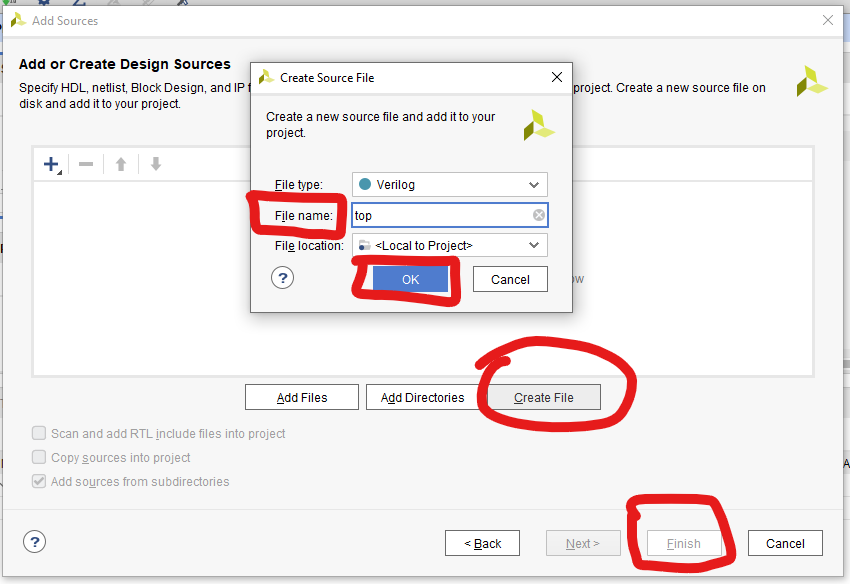 Add Sources
Add or Create Design Sources
Specify HDL, netlist, Block Design, and IP
project. Create a new source file on
disk and add it to your project.
Create Source File
Create a new source file and add it to your
project.
File type:
Verilog
File name:
top
File location:
<Local to Project>
?
OK
Cancel
Add Files
Add Directories
Create File
Scan and add RTL include files into project
Copy sources into project
Add sources from subdirectories
?
< Back
Next >
Finish
Cancel